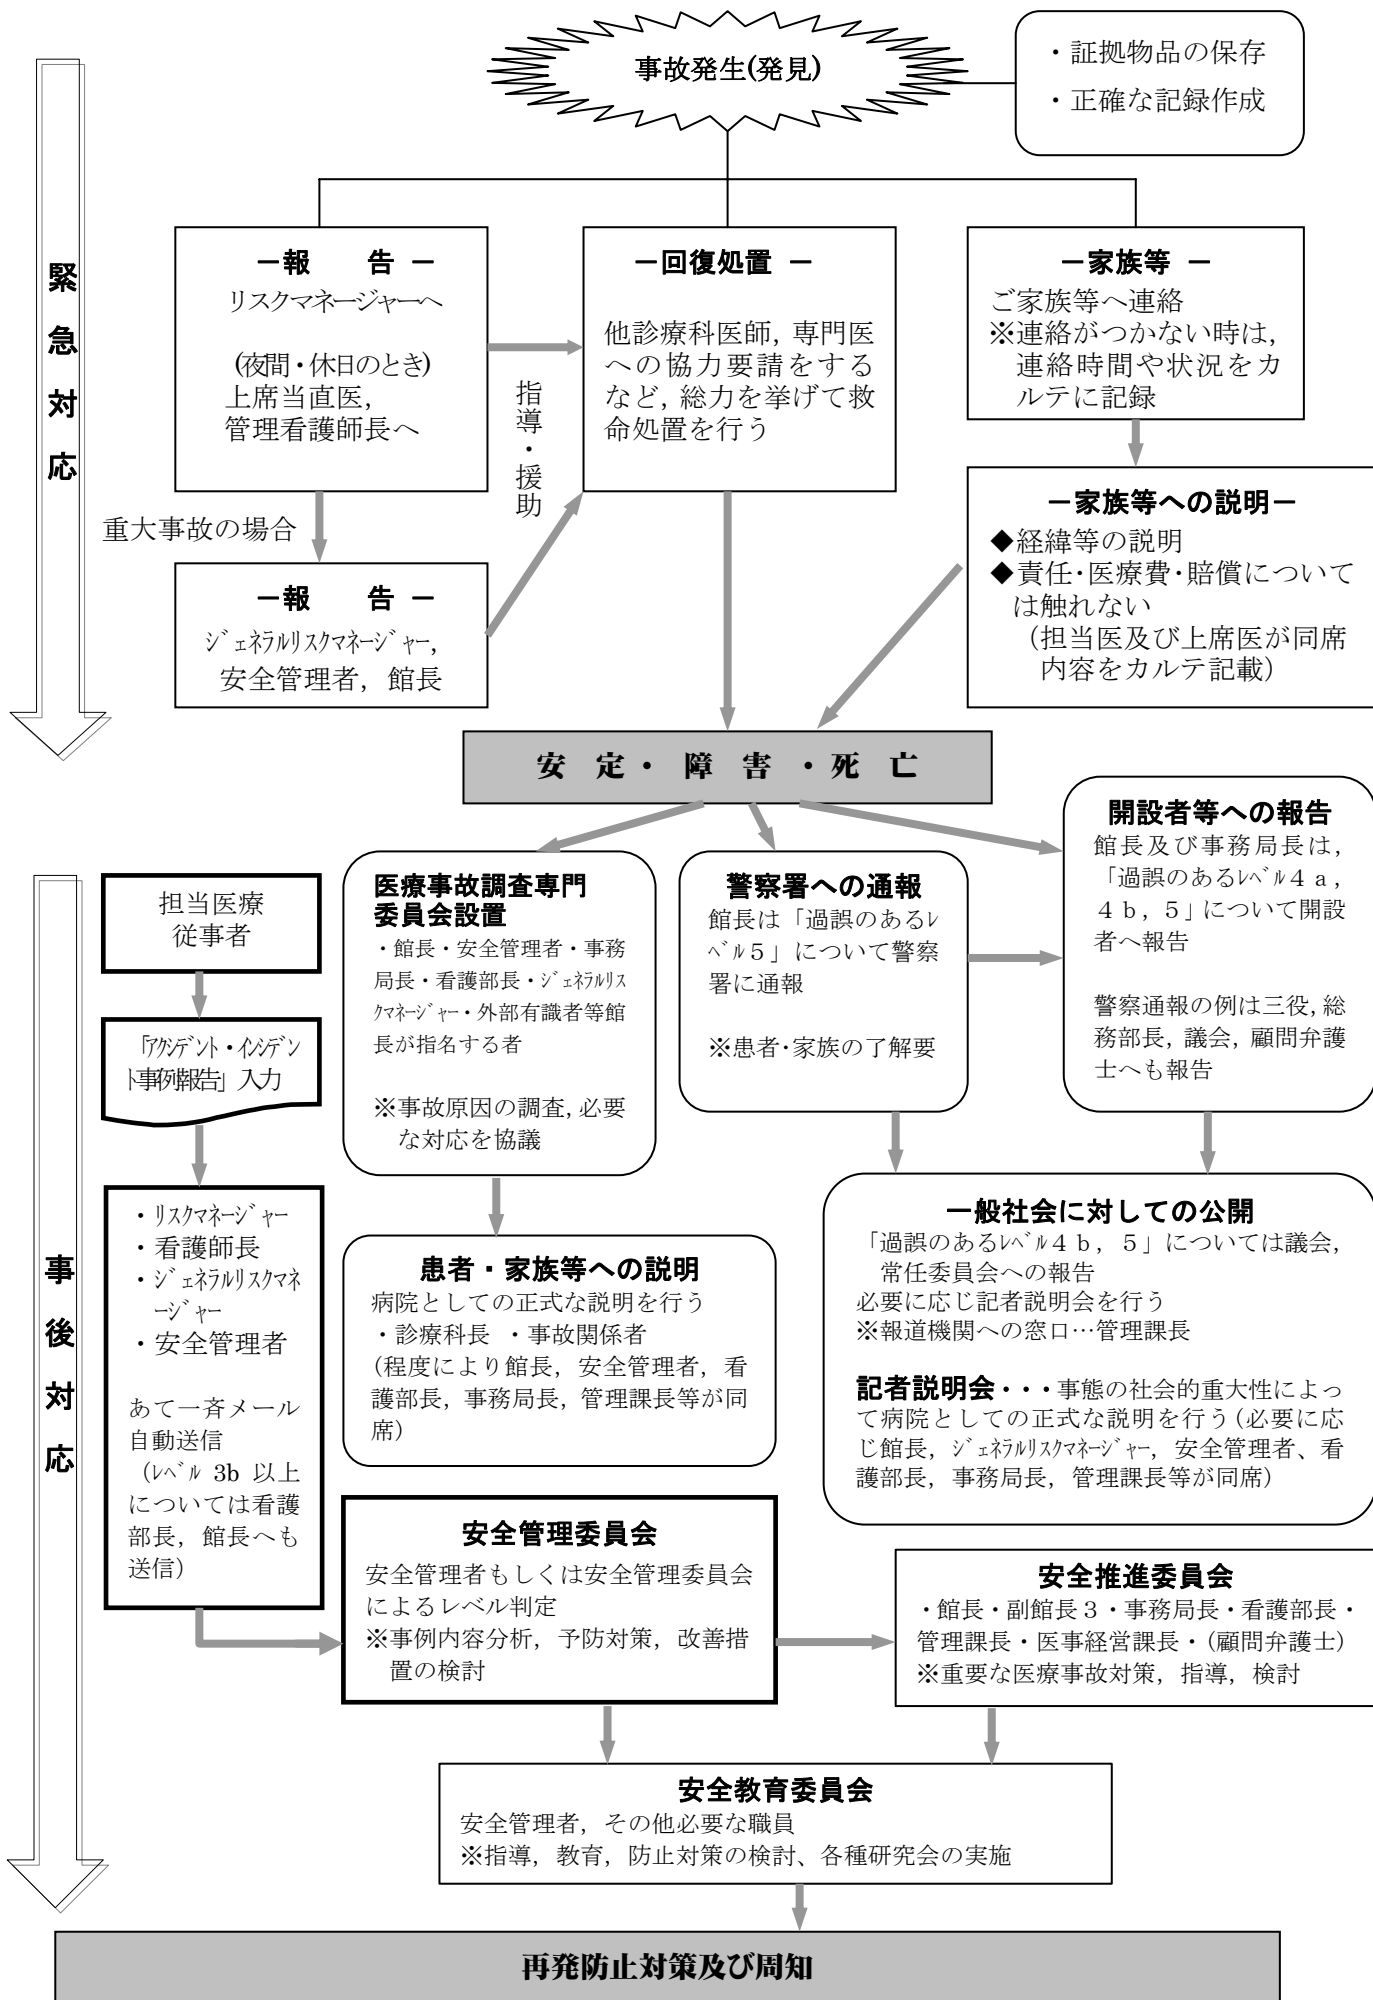 事故発生(発見)
・証拠物品の保存
・正確な記録作成
緊急対応
－報　告－
リスクマネージャーへ
(夜間・休日のとき)
上席当直医，
管理看護師長へ
指導・援助
－回復処置－
他診療科医師，専門医
への協力要請をする
など，総力を挙げて救
命処置を行う
－家族等－
ご家族等へ連絡
※連絡がつかない時は，
連絡時間や状況をカ
ルテに記録
重大事故の場合
－報　告－
ｼﾞｪﾈﾗﾙﾘｽｸﾏﾈｰｼﾞｬｰ，
安全管理者，館長
－家族等への説明－
◆経緯等の説明
◆責任・医療費・賠償について
は触れない
（担当医及び上席医が同席
内容をカルテ記載）
安　定・　障　害　・死　亡
事後対応
担当医療
従事者
「ｱｸｼﾃﾞﾝﾄ・ｲﾝｼﾃﾞﾝ
ﾄ事例報告」入力
・ﾘｽｸﾏﾈｰｼﾞｬｰ
・看護師長
・ｼﾞｪﾈﾗﾙﾘｽｸﾏﾈ
ｰｼﾞｬｰ
・安全管理者
あて一斉メール
自動送信
（ﾚﾍﾞﾙ 3b 以上
については看護
部長，館長へも
送信）
医療事故調査専門
委員会設置
・館長・安全管理者・事務
局長・看護部長・ｼﾞｪﾈﾗﾙﾘｽ
ｸﾏﾈｰｼﾞｬｰ・外部有識者等館
長が指名する者
※事故原因の調査，必要
な対応を協議
警察署への通報
館長は「過誤のあるﾚ
ﾍﾞﾙ５」について警察
署に通報
※患者・家族の了解要
開設者等への報告
館長及び事務局長は，
「過誤のあるﾚﾍﾞﾙ４ａ，
４ｂ，５」について開設
者へ報告
警察通報の例は三役，総
務部長，議会，顧問弁護
士へも報告
患者・家族等への説明
病院としての正式な説明を行う
・診療科長 ・事故関係者
(程度により館長，安全管理者，看
護部長，事務局長，管理課長等が同
席)
一般社会に対しての公開
「過誤のあるﾚﾍﾞﾙ４ｂ，５」については議会，
常任委員会への報告
必要に応じ記者説明会を行う
※報道機関への窓口…管理課長
記者説明会・・・事態の社会的重大性によっ
て病院としての正式な説明を行う（必要に応
じ館長，ｼﾞｪﾈﾗﾙﾘｽｸﾏﾈｰｼﾞｬｰ，安全管理者、看
護部長，事務局長，管理課長等が同席）
安全管理委員会
安全管理者もしくは安全管理委員会
によるレベル判定
※事例内容分析，予防対策，改善措
置の検討
安全推進委員会
・館長・副館長３・事務局長・看護部長・
管理課長・医事経営課長・（顧問弁護士）
※重要な医療事故対策，指導，検討
安全教育委員会
安全管理者，その他必要な職員
※指導，教育，防止対策の検討、各種研究会の実施
再発防止対策及び周知